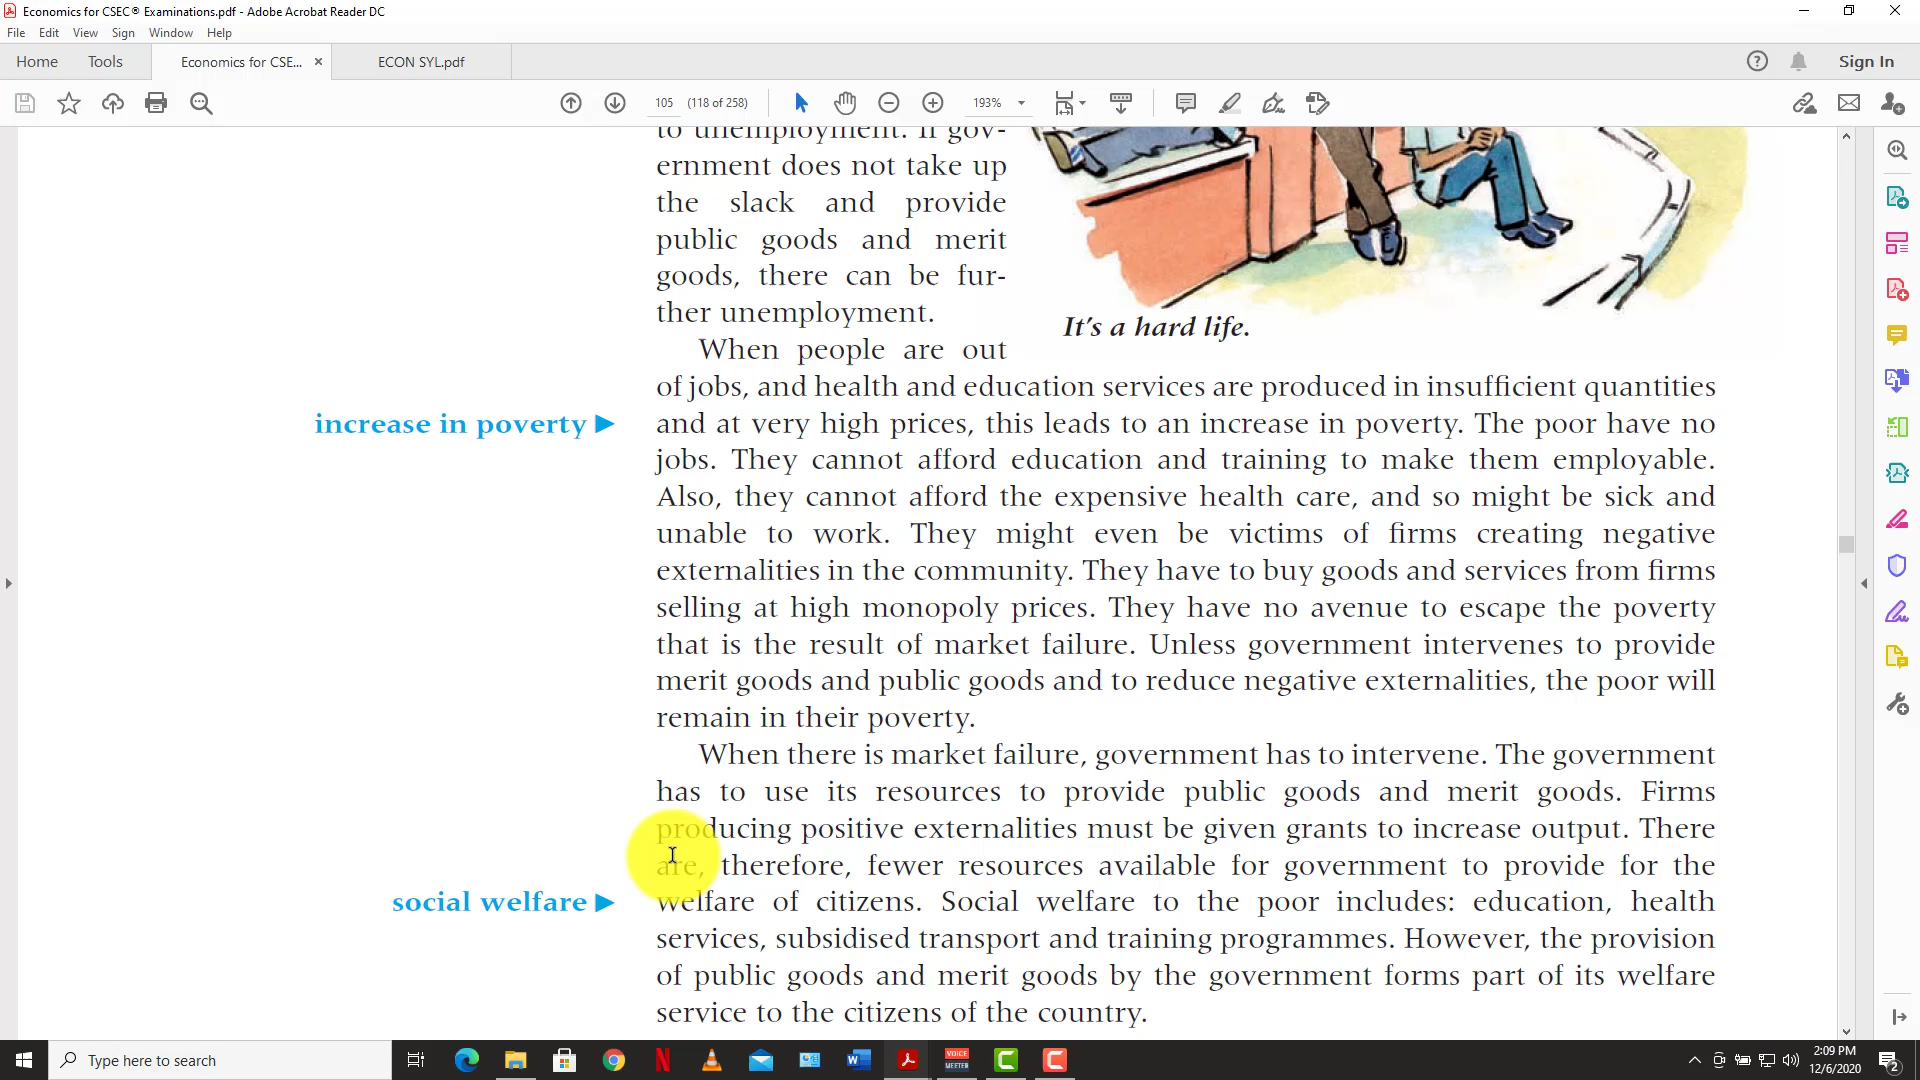 Economics for CSEC® Examinations.pdf - Adobe Acrobat Reader DC
File Edit View Sign Window Help
Home Tools Economics for CSE... × ECON SYL.pdf Sign In
105 (118 of 258) 193%
to unemployment. If gov-
ernment does not take up
the slack and provide
public goods and merit
goods, there can be fur-
ther unemployment.
It's a hard life.
When people are out
of jobs, and health and education services are produced in insufficient quantities
increase in poverty ►
and at very high prices, this leads to an increase in poverty. The poor have no
jobs. They cannot afford education and training to make them employable.
Also, they cannot afford the expensive health care, and so might be sick and
unable to work. They might even be victims of firms creating negative
externalities in the community. They have to buy goods and services from firms
selling at high monopoly prices. They have no avenue to escape the poverty
that is the result of market failure. Unless government intervenes to provide
merit goods and public goods and to reduce negative externalities, the poor will
remain in their poverty.
When there is market failure, government has to intervene. The government
has to use its resources to provide public goods and merit goods. Firms
producing positive externalities must be given grants to increase output. There
are, therefore, fewer resources available for government to provide for the
social welfare ►
welfare of citizens. Social welfare to the poor includes: education, health
services, subsidised transport and training programmes. However, the provision
of public goods and merit goods by the government forms part of its welfare
service to the citizens of the country.
Type here to search
VOICE
MEETER
2:09 PM
12/6/2020
2